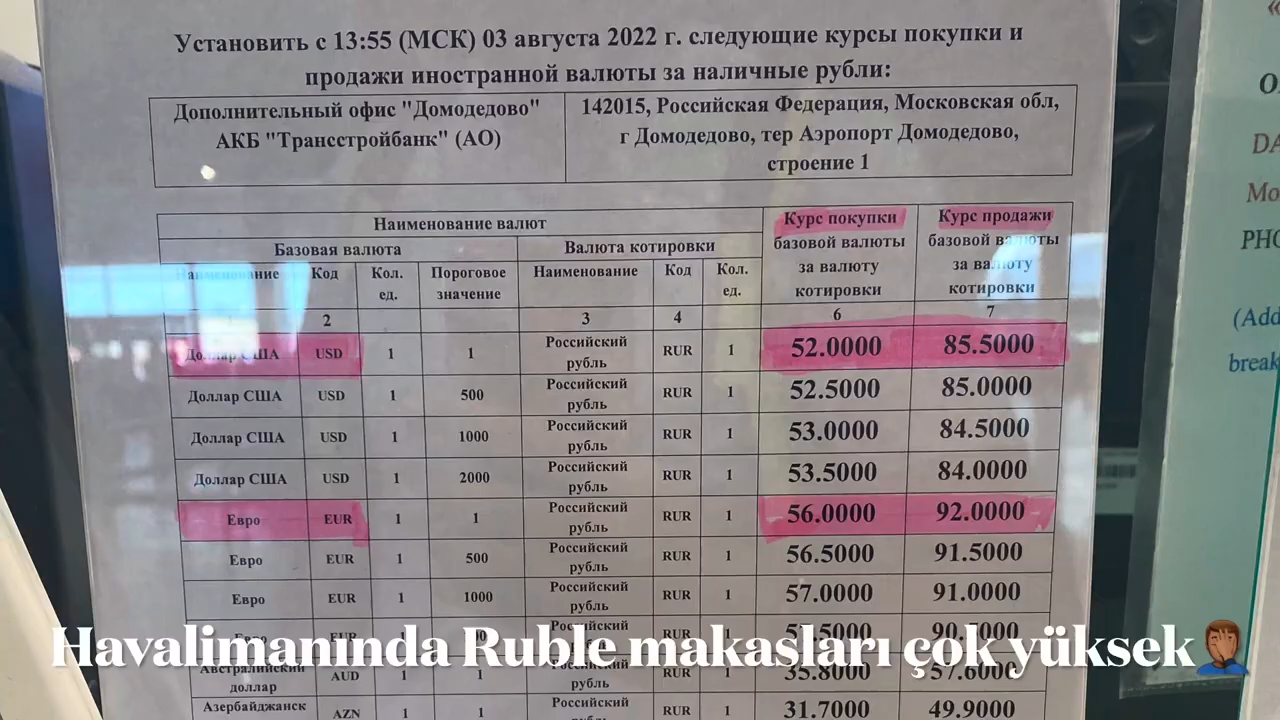 Установить с 13:55 (МСК) 03 августа 2022 г. следующие курсы покупки и
продажи иностранной валюты за наличные рубли:
Дополнительный офис "Домодедово"
АКБ "Трансстройбанк" (АО)
142015, Российская Федерация, Московская обл,
г Домодедово, тер Аэропорт Домодедово,
строение 1
Наименование валют
Курс покупки
базовой валюты
за валюту
котировки
Курс продажи
базовой валюты
за валюту
котировки
Базовая валюта
Валюта котировки
Наименование
Код
Кол.
ед.
Пороговое
значение
Наименование
Код
Кол.
ед.
2 3 4 6 7
Доллар США USD 1 1 Российский рубль RUR 1 52.0000 85.5000
Доллар США USD 1 500 Российский рубль RUR 1 52.5000 85.0000
Доллар США USD 1 1000 Российский рубль RUR 1 53.0000 84.5000
Доллар США USD 1 2000 Российский рубль RUR 1 53.5000 84.0000
Евро EUR 1 1 Российский рубль RUR 1 56.0000 92.0000
Евро EUR 1 500 Российский рубль RUR 1 56.5000 91.5000
Евро EUR 1 1000 Российский рубль RUR 1 57.0000 91.0000
Havalimanında Ruble makasları çok yüksek
Австралийский доллар AUD 1 1 рубль RUR 1 35.8000 57.6000
Азербайджанск AZN 1 1 Российский RUR 1 31.7000 49.9000
(Add
break